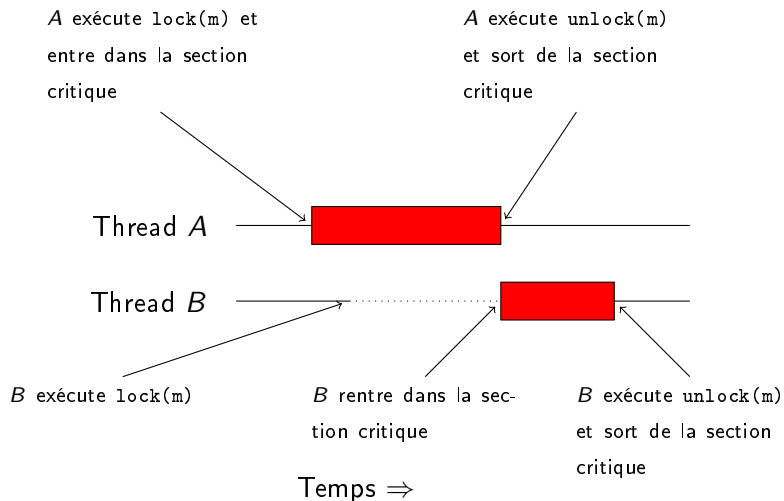 A exécute lock(m) et
entre dans la section
critique
A exécute unlock(m)
et sort de la section
critique
Thread A
Thread B
B exécute lock(m)
B rentre dans la sec-
tion critique
B exécute unlock(m)
et sort de la section
critique
Temps ⇒